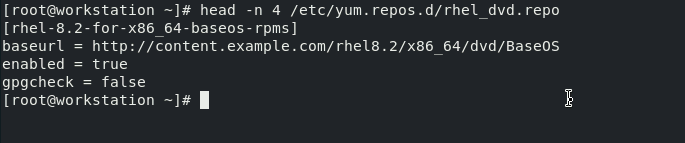 [root@workstation ~]# head -n 4 /etc/yum.repos.d/rhel_dvd.repo
[rhel-8.2-for-x86_64-baseos-rpms]
baseurl = http://content.example.com/rhel8.2/x86_64/dvd/BaseOS
enabled = true
gpgcheck = false
[root@workstation ~]#